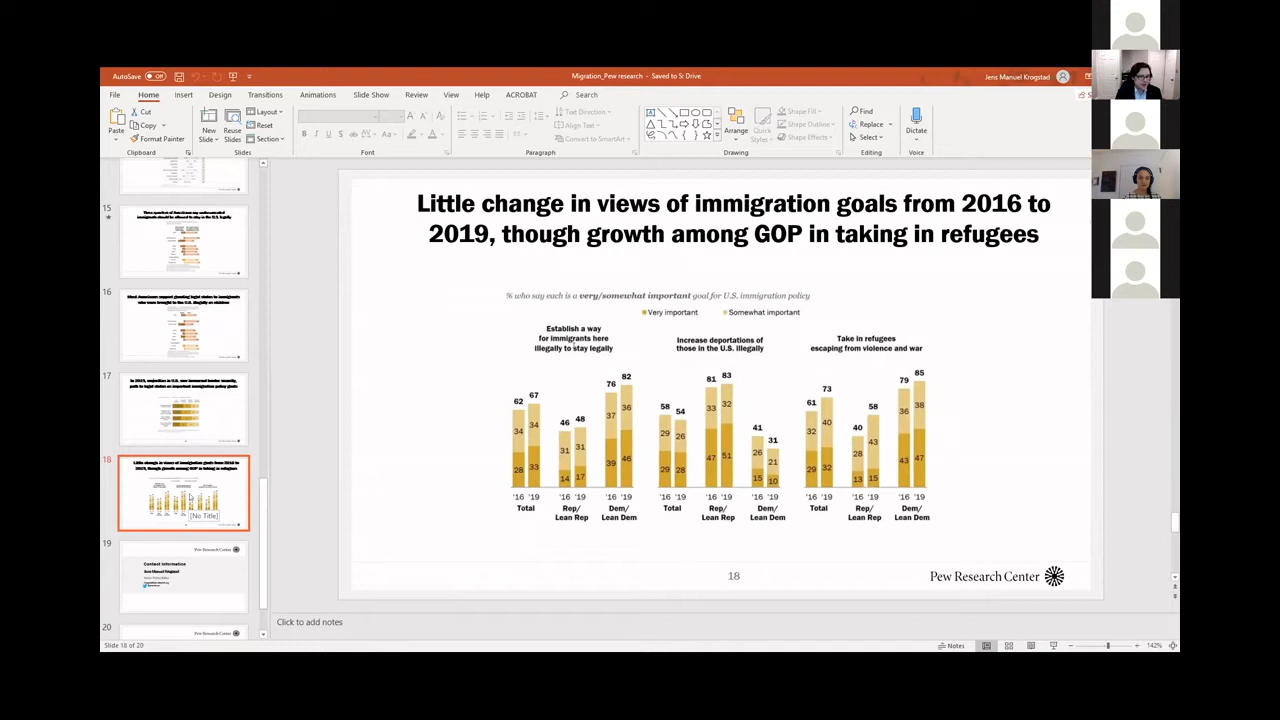 AutoSave Off
Migration_Pew research - Saved to S: Drive
Jens Manuel Krogstad
File Home Insert Design Transitions Animations Slide Show Review View Help ACROBAT Search
Paste
Cut
Copy
Format Painter
Clipboard
New Slide
Reuse Slides
Layout
Reset
Section
Slides
Font
Text Direction
Align Text
Convert to SmartArt
Paragraph
Arrange
Quick Styles
Shape Fill
Shape Outline
Shape Effects
Drawing
Find
Replace
Select
Editing
Dictate
Voice
15
16
17
18
[No Title]
19
Pew Research Center
Contact information
Jens Manuel Krogstad
20
Pew Research Center
Little change in views of immigration goals from 2016 to
2019, though growth among GOP in taking in refugees
% who say each is a very/somewhat important goal for U.S. immigration policy
Very important Somewhat important
Establish a way
for immigrants here
illegally to stay legally
Increase deportations of
those in the U.S. illegally
Take in refugees
escaping from violence and war
62 67 46 48 76 82 58 54 81 83 41 31 61 73 40 58 79 85
34 34 31 31 37 36 29 26 33 32 26 21 32 40 28 43 36 38
28 33 14 17 39 46 29 28 47 51 15 10 29 32 13 15 43 47
'16 '19 '16 '19 '16 '19 '16 '19 '16 '19 '16 '19 '16 '19 '16 '19 '16 '19
Total Rep/ Lean Rep Dem/ Lean Dem Total Rep/ Lean Rep Dem/ Lean Dem Total Rep/ Lean Rep Dem/ Lean Dem
18
Pew Research Center
Click to add notes
Slide 18 of 20
Notes
142%